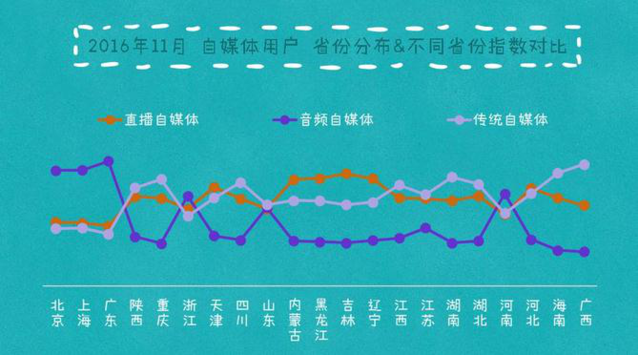 2016年11月 自媒体用户 省份分布&不同省份指数对比
直播自媒体 音频自媒体 传统自媒体
北京 上海 广东 陕西 重庆 浙江 天津 四川 山东 内蒙古 黑龙江 吉林 辽宁 江西 江苏 湖南 湖北 河南 河北 海南 广西